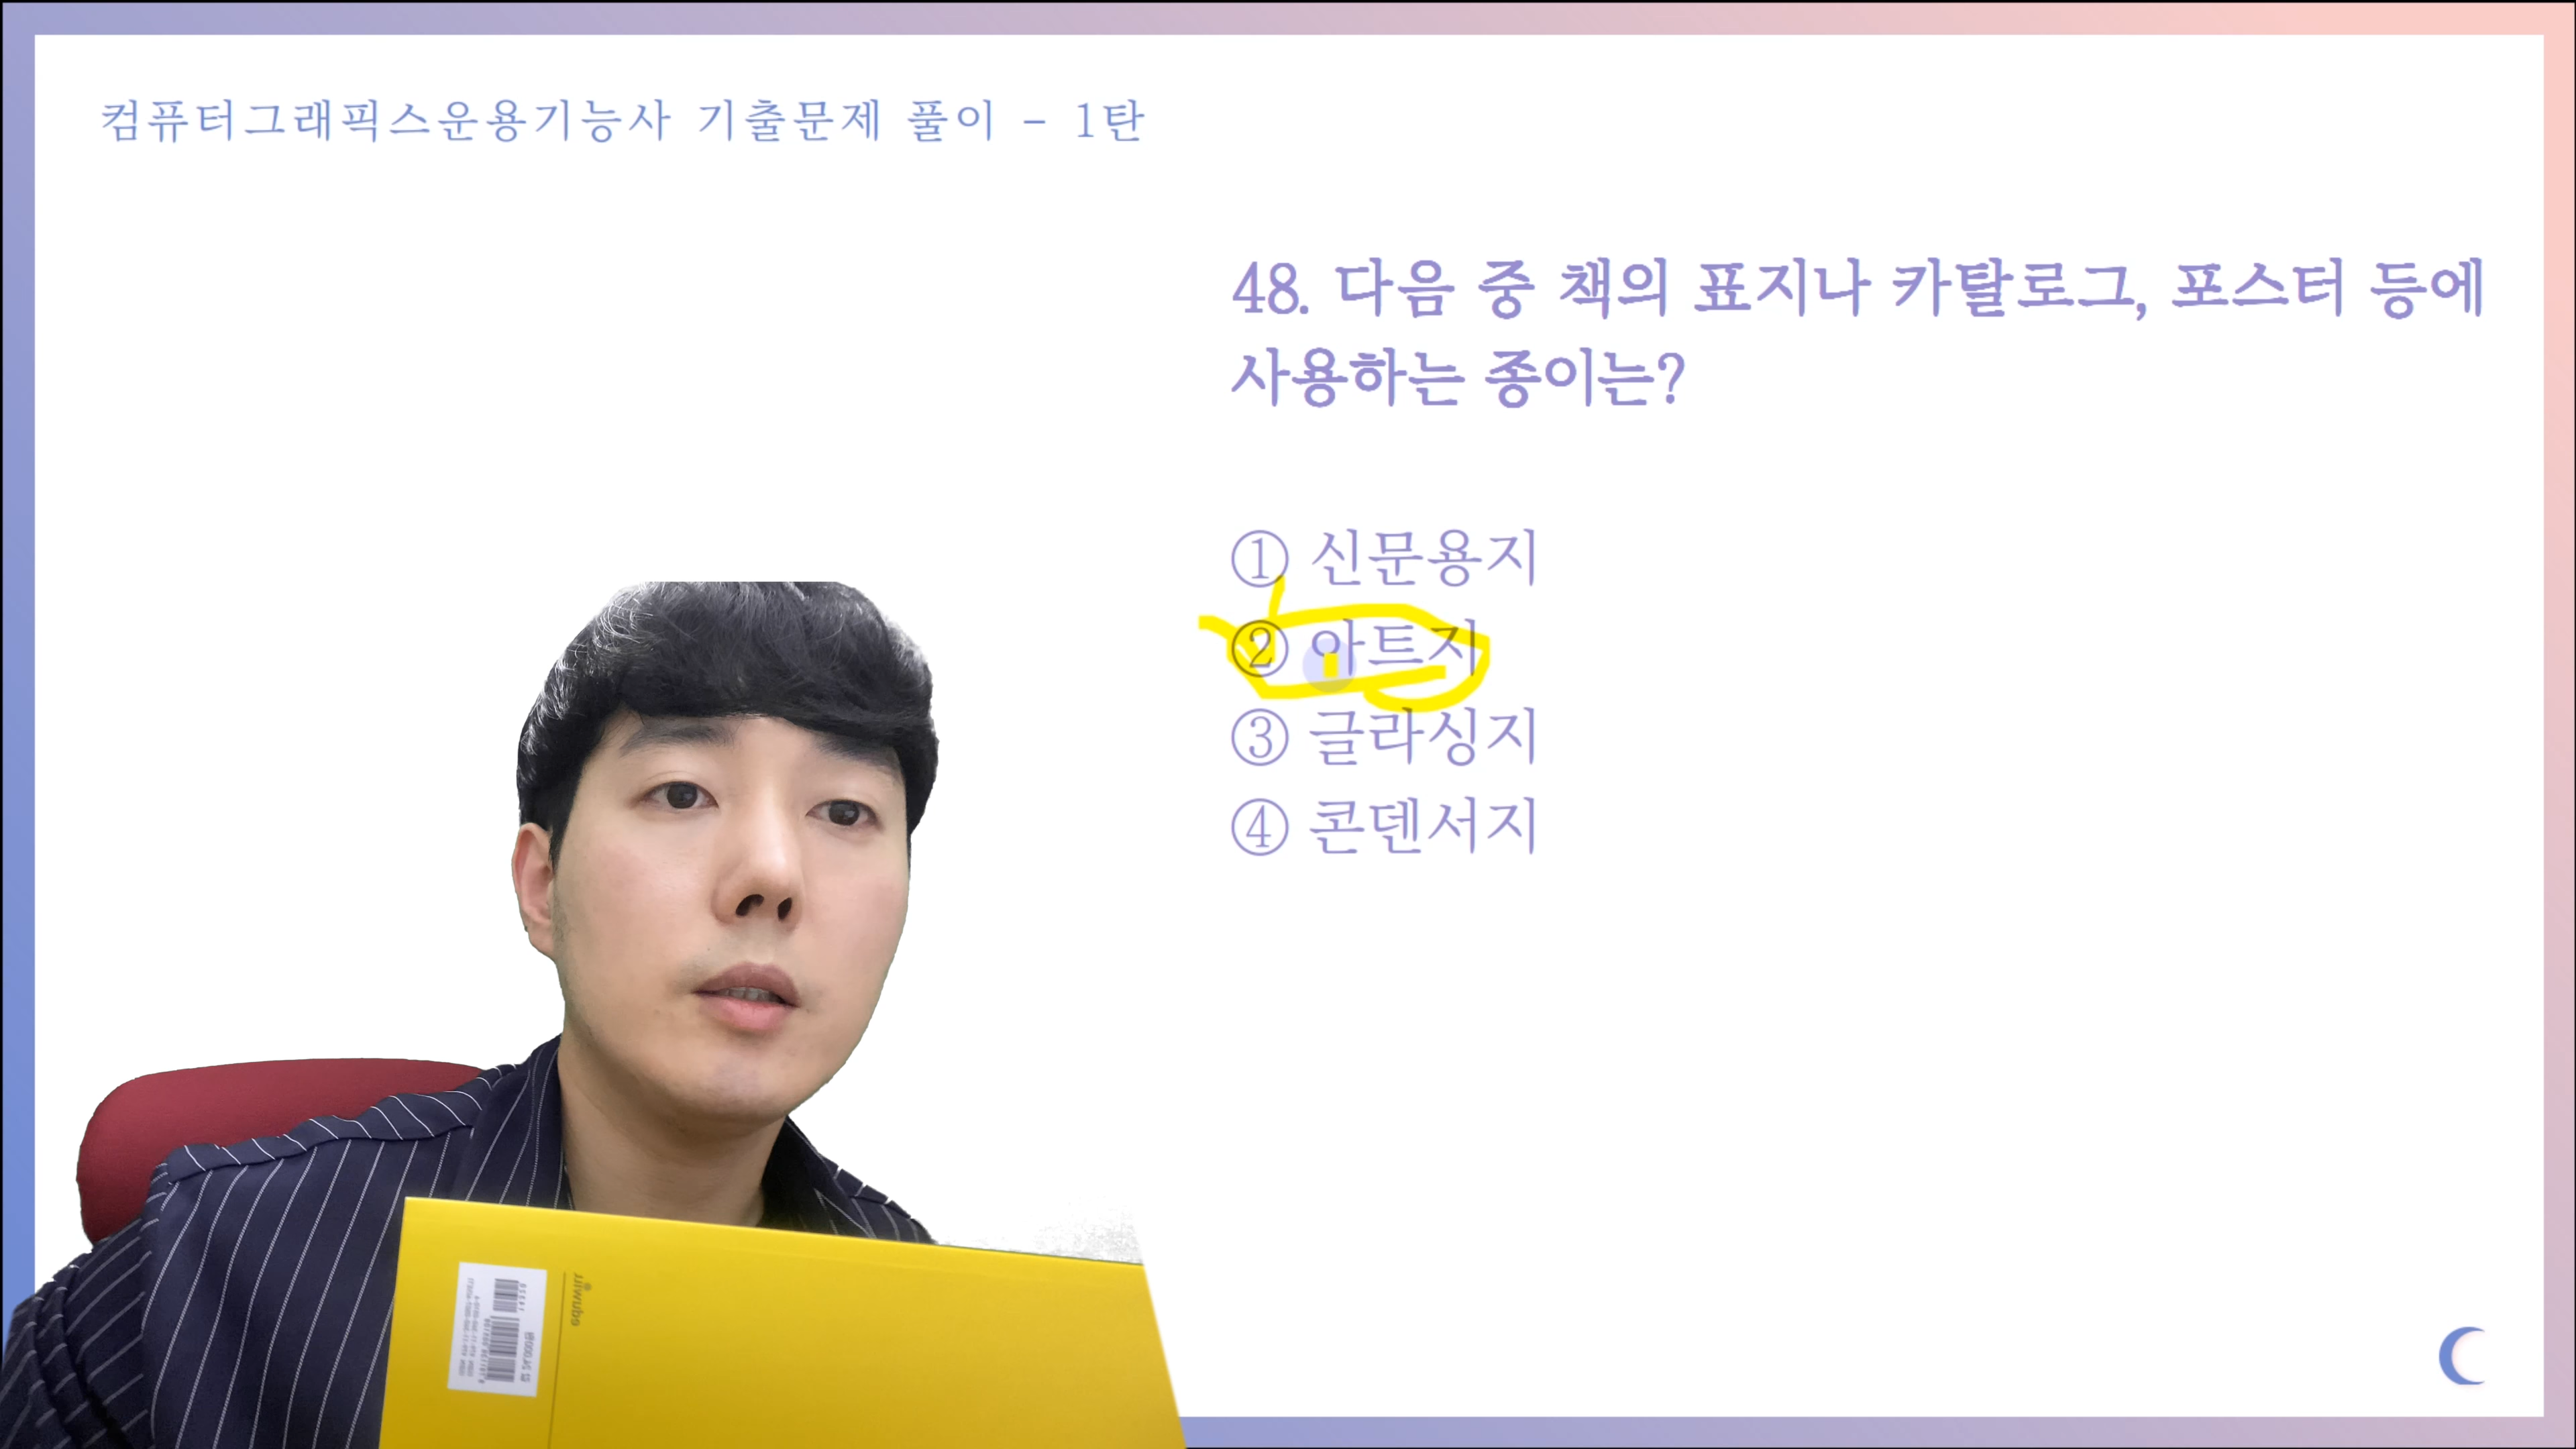 컴퓨터그래픽스운용기능사 기출문제 풀이 - 1탄
48. 다음 중 책의 표지나 카탈로그, 포스터 등에
사용하는 종이는?
① 신문용지
② 아트지
③ 글라싱지
④ 콘덴서지